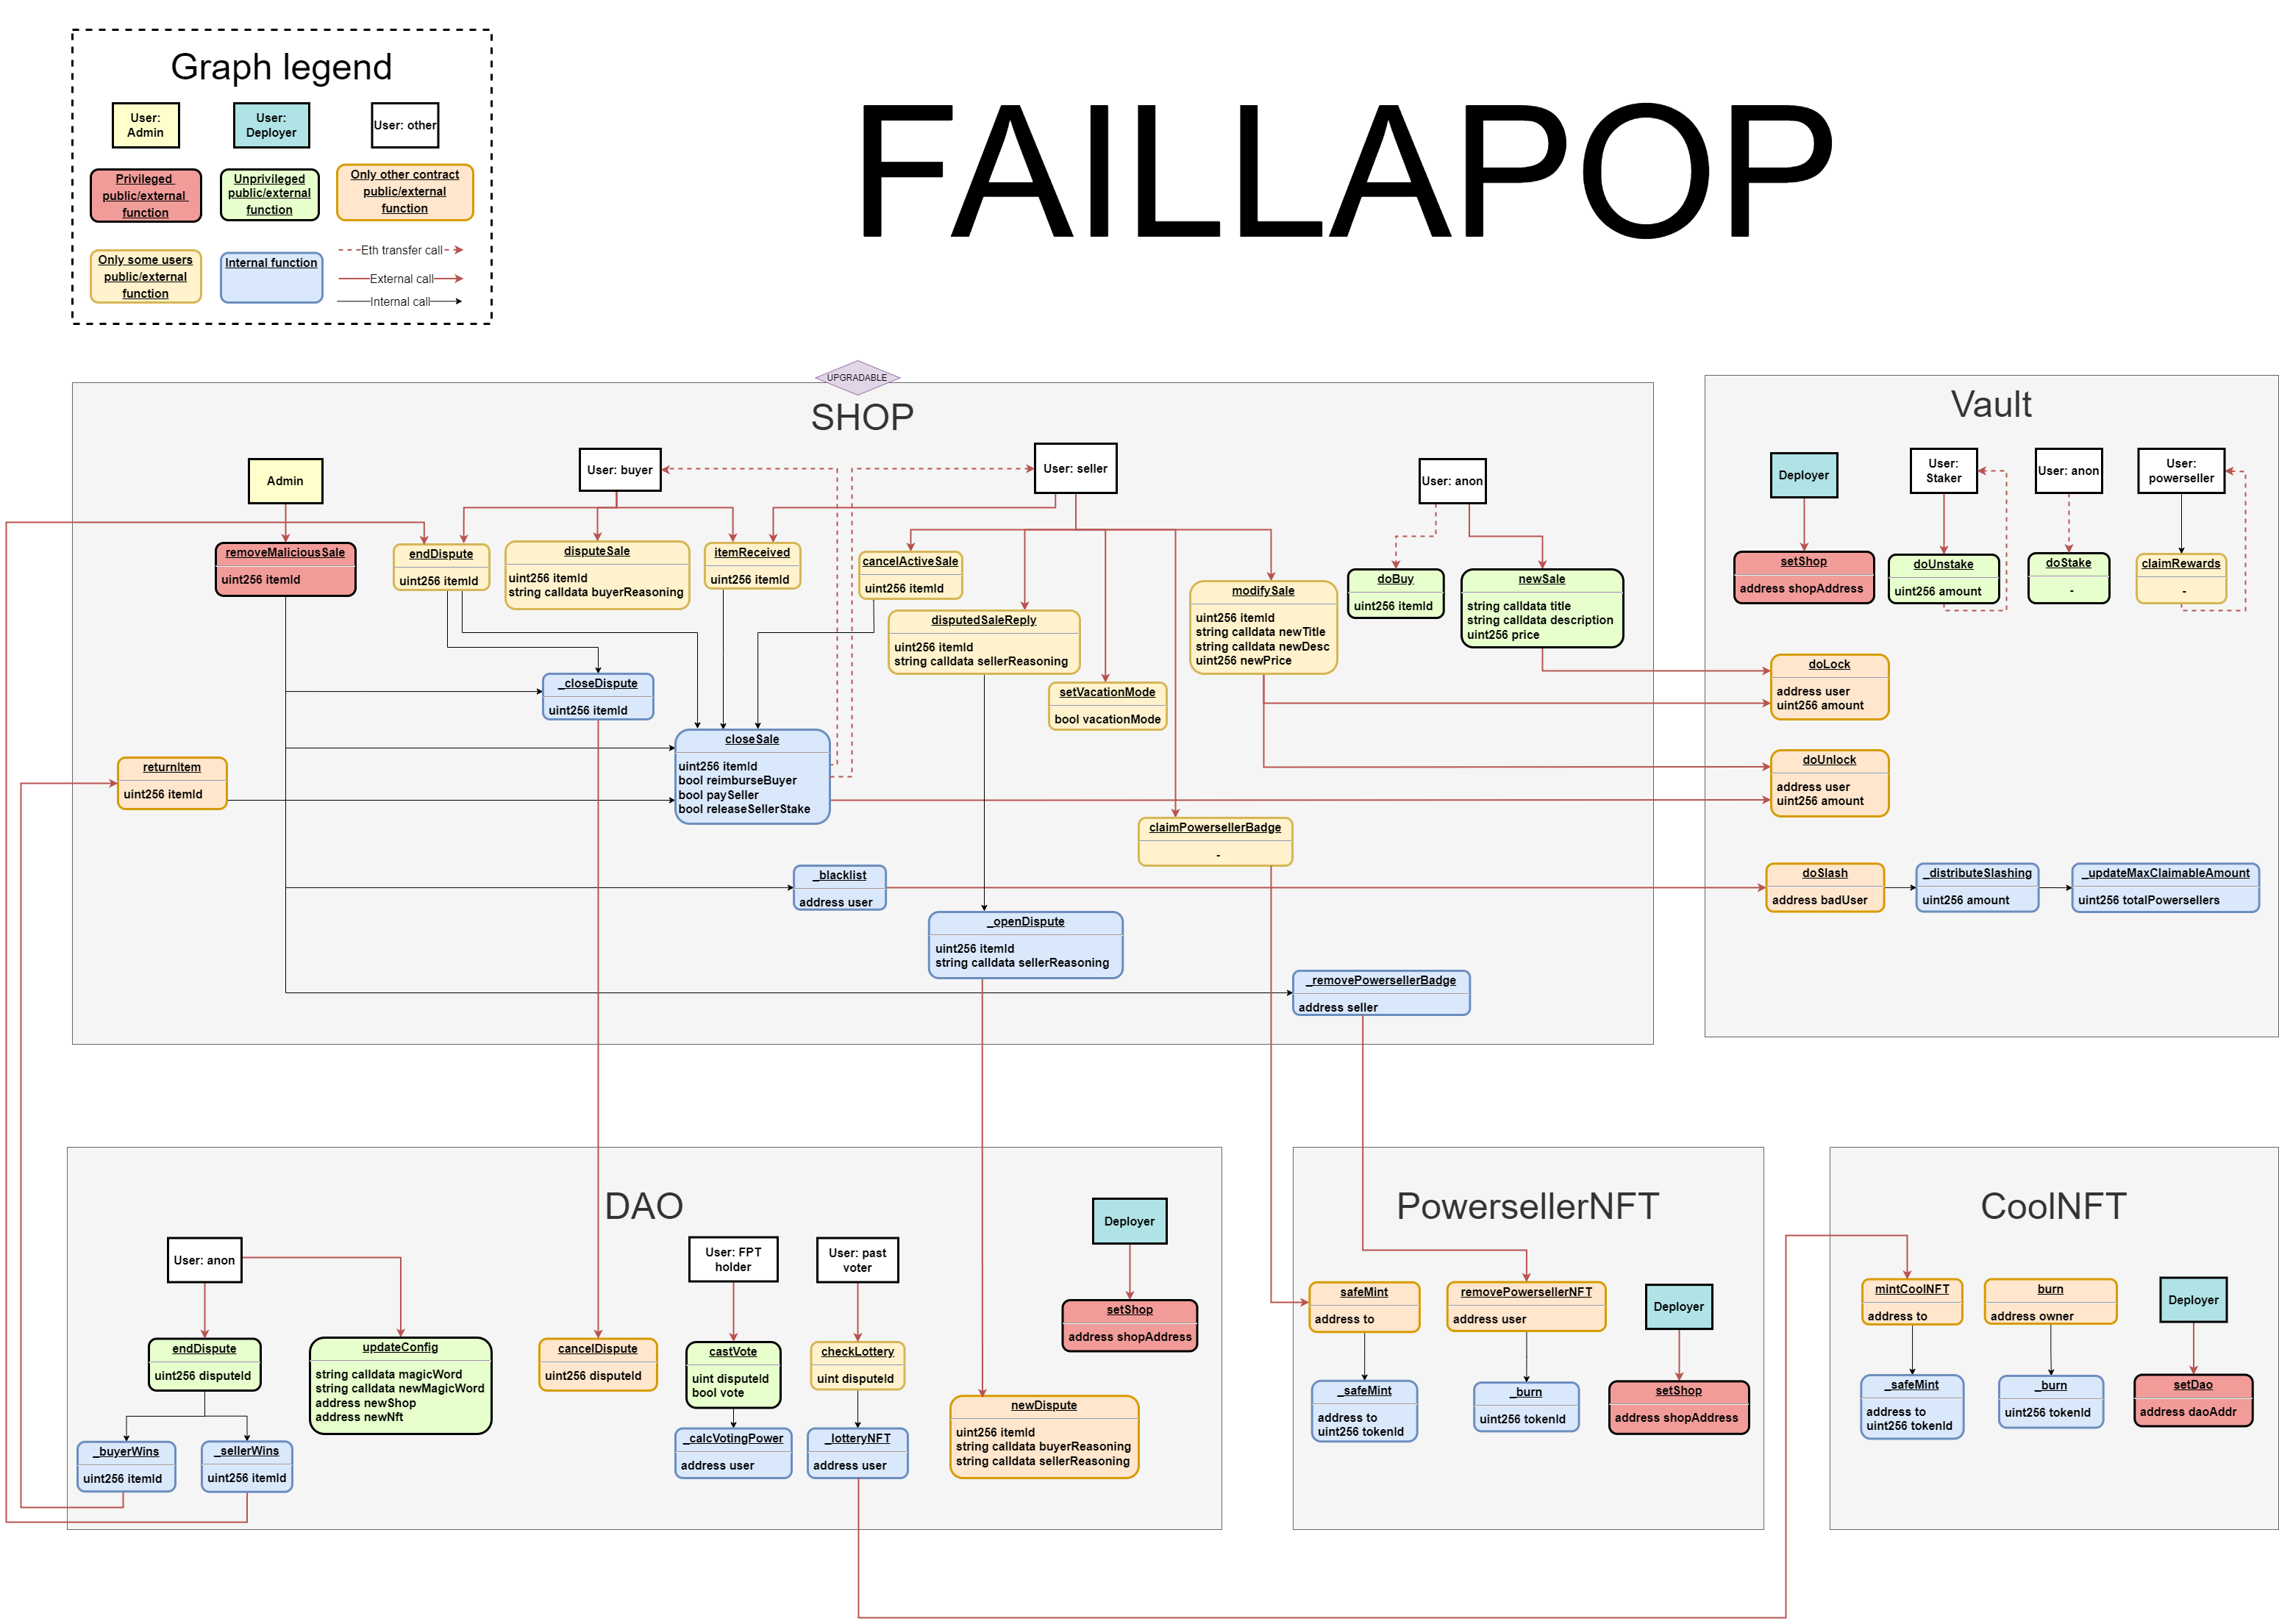 Graph legend
User:
Admin
User:
Deployer
User: other
Privileged
public/external
function
Unprivileged
public/external
function
Only other contract
public/external
function
Only some users
public/external
function
Internal function
Eth transfer call
External call
Internal call
FAILLAPOP
UPGRADABLE
SHOP
Admin
User: buyer
User: seller
User: anon
removeMaliciousSale
uint256 itemId
endDispute
uint256 itemId
disputeSale
uint256 itemId
string calldata buyerReasoning
itemReceived
uint256 itemId
cancelActiveSale
uint256 itemId
disputedSaleReply
uint256 itemId
string calldata sellerReasoning
setVacationMode
bool vacationMode
modifySale
uint256 itemId
string calldata newTitle
string calldata newDesc
uint256 newPrice
doBuy
uint256 itemId
newSale
string calldata title
string calldata description
uint256 price
_closeDispute
uint256 itemId
closeSale
uint256 itemId
bool reimburseBuyer
bool paySeller
bool releaseSellerStake
returnItem
uint256 itemId
claimPowersellerBadge
-
_blacklist
address user
_openDispute
uint256 itemId
string calldata sellerReasoning
_removePowersellerBadge
address seller
Vault
Deployer
User:
Staker
User: anon
User:
powerseller
setShop
address shopAddress
doUnstake
uint256 amount
doStake
-
claimRewards
-
doLock
address user
uint256 amount
doUnlock
address user
uint256 amount
doSlash
address badUser
_distributeSlashing
uint256 amount
_updateMaxClaimableAmount
uint256 totalPowersellers
DAO
User: anon
User: FPT
holder
User: past
voter
Deployer
setShop
address shopAddress
endDispute
uint256 disputeId
updateConfig
string calldata magicWord
string calldata newMagicWord
address newShop
address newNft
cancelDispute
uint256 disputeId
castVote
uint disputeId
bool vote
checkLottery
uint disputeId
newDispute
uint256 itemId
string calldata buyerReasoning
string calldata sellerReasoning
_buyerWins
uint256 itemId
_sellerWins
uint256 itemId
_calcVotingPower
address user
_lotteryNFT
address user
PowersellerNFT
safeMint
address to
removePowersellerNFT
address user
Deployer
_safeMint
address to
uint256 tokenId
_burn
uint256 tokenId
setShop
address shopAddress
CoolNFT
mintCoolNFT
address to
burn
address owner
Deployer
_safeMint
address to
uint256 tokenId
_burn
uint256 tokenId
setDao
address daoAddr